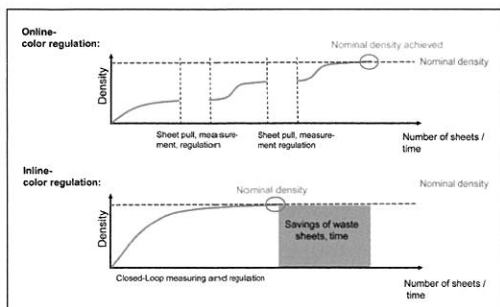 Online-
color regulation:
Nominal density achieved
Nominal density
Density
Sheet pull, measure-
ment, regulation
Sheet pull, measure-
ment regulation
Number of sheets /
time
Inline-
color regulation:
Nominal density
Nominal density
Density
Savings of waste
sheets, time
Closed-Loop measuring and regulation
Number of sheets /
time